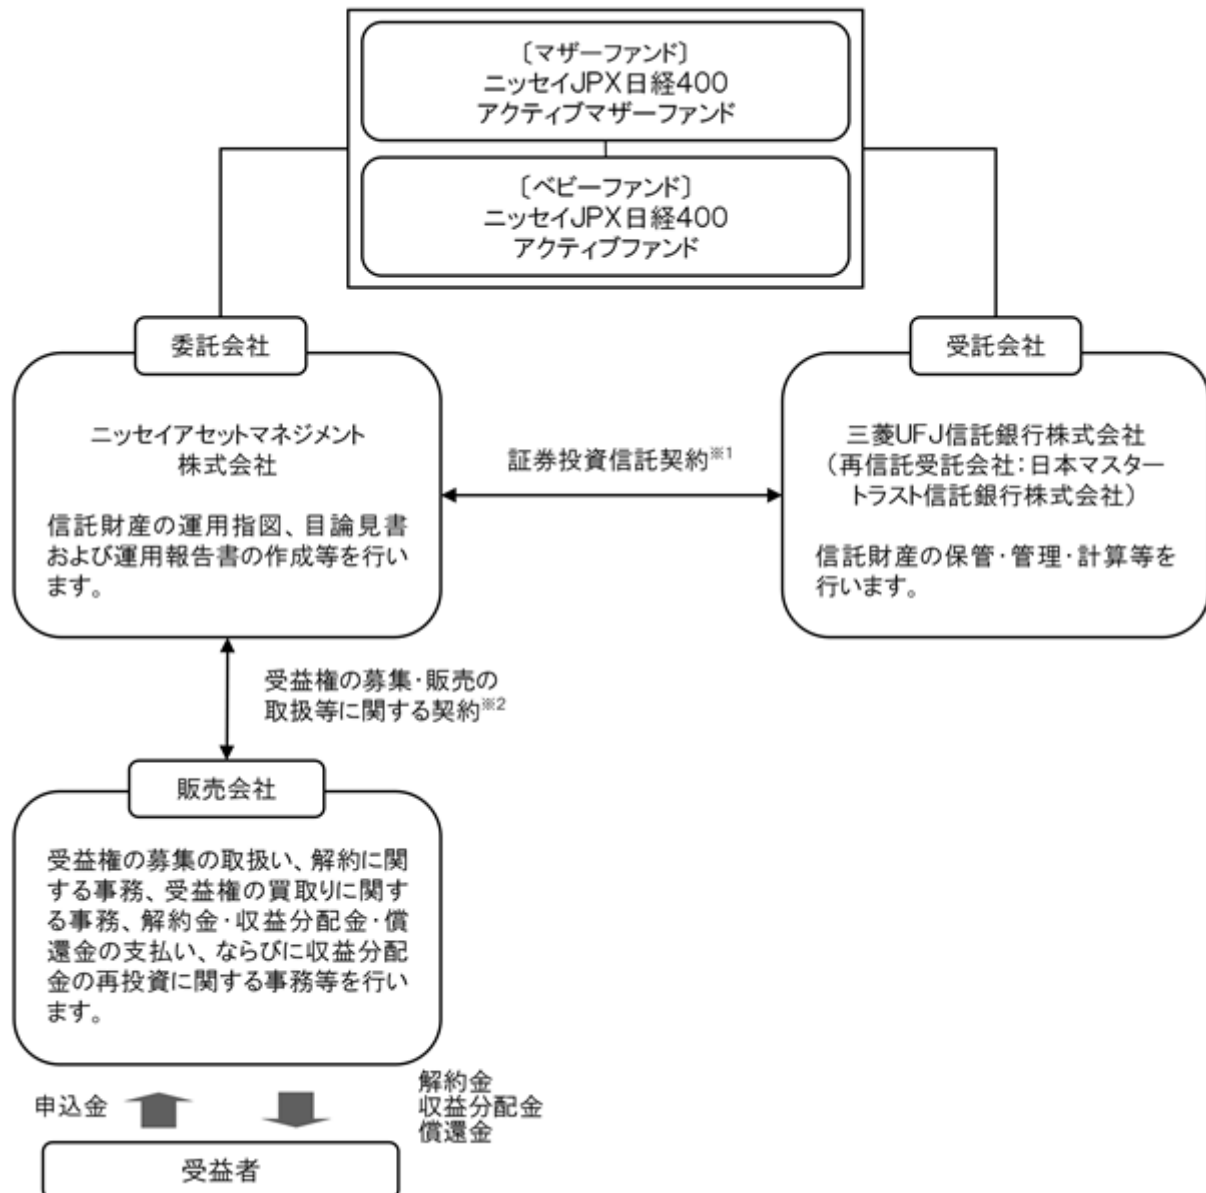 〔マザーファンド〕
ニッセイJPX日経400
アクティブマザーファンド
〔ベビーファンド〕
ニッセイJPX日経400
アクティブファンド
委託会社
ニッセイアセットマネジメント
株式会社
信託財産の運用指図、目論見書
および運用報告書の作成等を行い
ます。
証券投資信託契約※1
受託会社
三菱UFJ信託銀行株式会社
（再信託受託会社：日本マスター
トラスト信託銀行株式会社）
信託財産の保管・管理・計算等を
行います。
受益権の募集・販売の
取扱等に関する契約※2
販売会社
受益権の募集の取扱い、解約に関
する事務、受益権の買取りに関す
る事務、解約金・収益分配金・償
還金の支払い、ならびに収益分配
金の再投資に関する事務等を行い
ます。
申込金
解約金
収益分配金
償還金
受益者